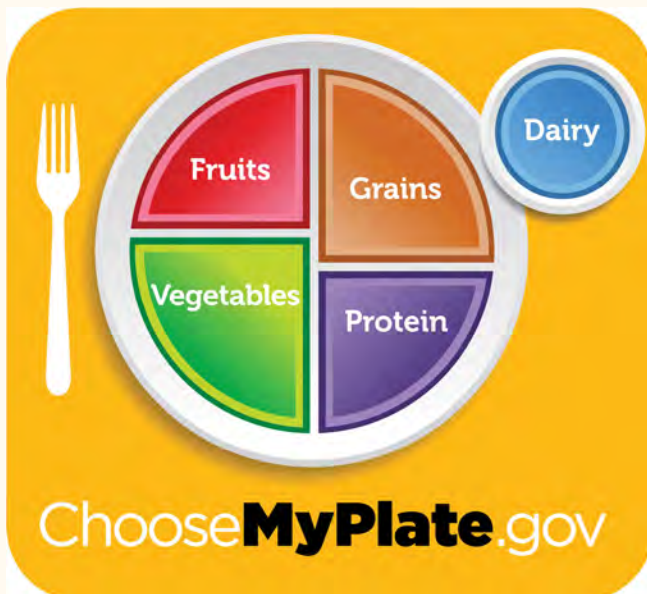 Dairy
Fruits
Grains
Vegetables
Protein
ChooseMyPlate.gov